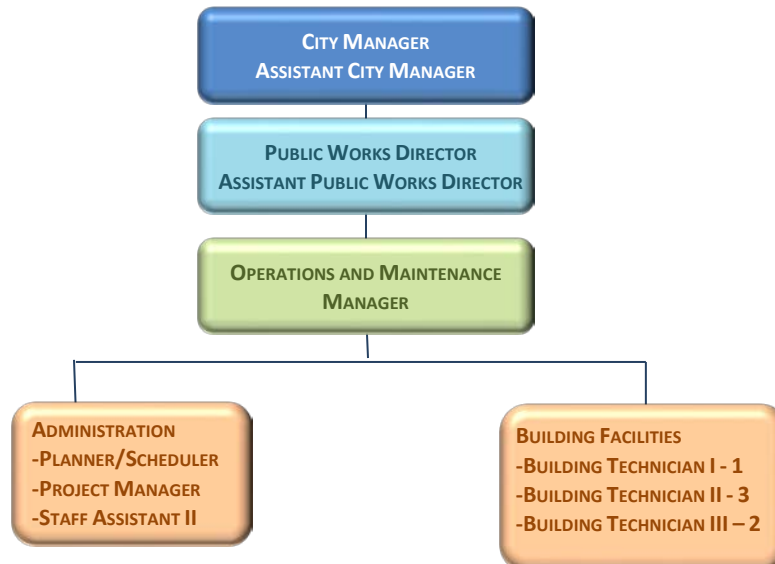 City Manager
Assistant City Manager
Public Works Director
Assistant Public Works Director
Operations and Maintenance
Manager
Administration
-Planner/Scheduler
-Project Manager
-Staff Assistant II
Building Facilities
-Building Technician I - 1
-Building Technician II - 3
-Building Technician III – 2